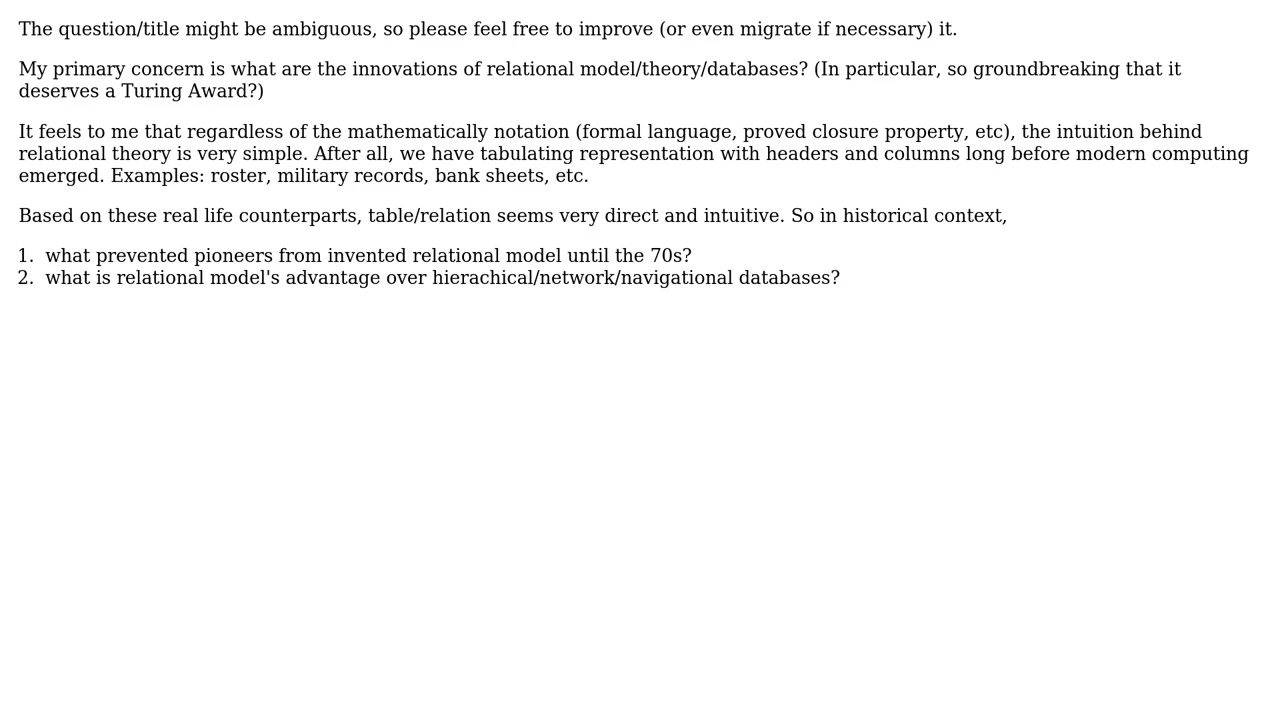 The question/title might be ambiguous, so please feel free to improve (or even migrate if necessary) it.
My primary concern is what are the innovations of relational model/theory/databases? (In particular, so groundbreaking that it
deserves a Turing Award?)
It feels to me that regardless of the mathematically notation (formal language, proved closure property, etc), the intuition behind
relational theory is very simple. After all, we have tabulating representation with headers and columns long before modern computing
emerged. Examples: roster, military records, bank sheets, etc.
Based on these real life counterparts, table/relation seems very direct and intuitive. So in historical context,
1. what prevented pioneers from invented relational model until the 70s?
2. what is relational model's advantage over hierachical/network/navigational databases?